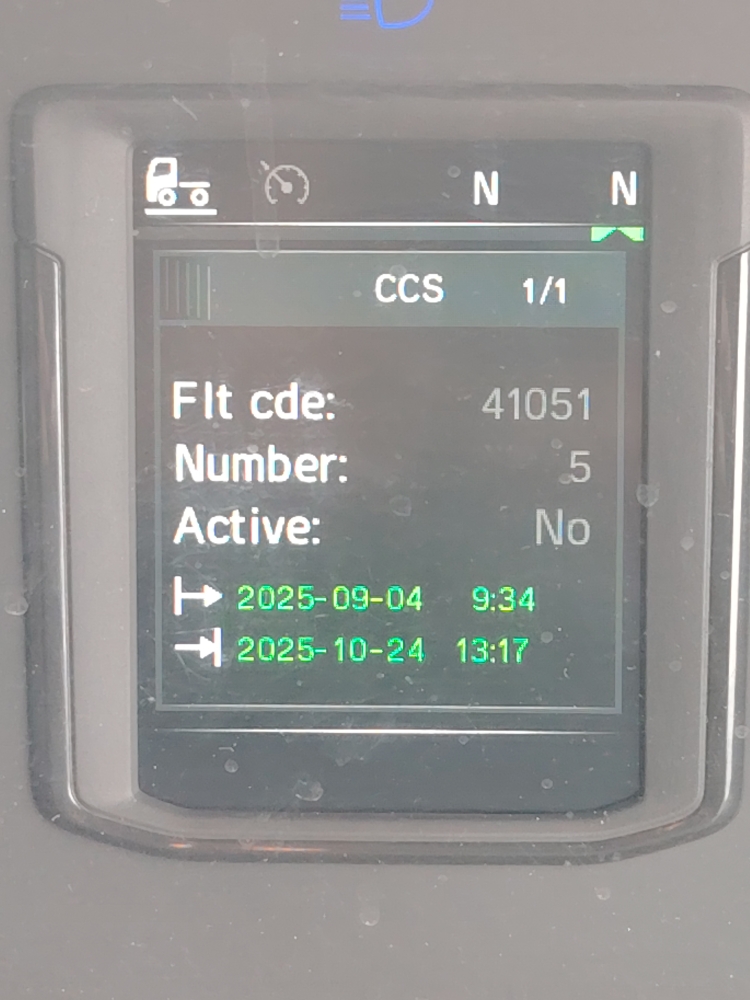 N N
CCS 1/1
Flt cde: 41051
Number: 5
Active: No
2025-09-04 9:34
2025-10-24 13:17